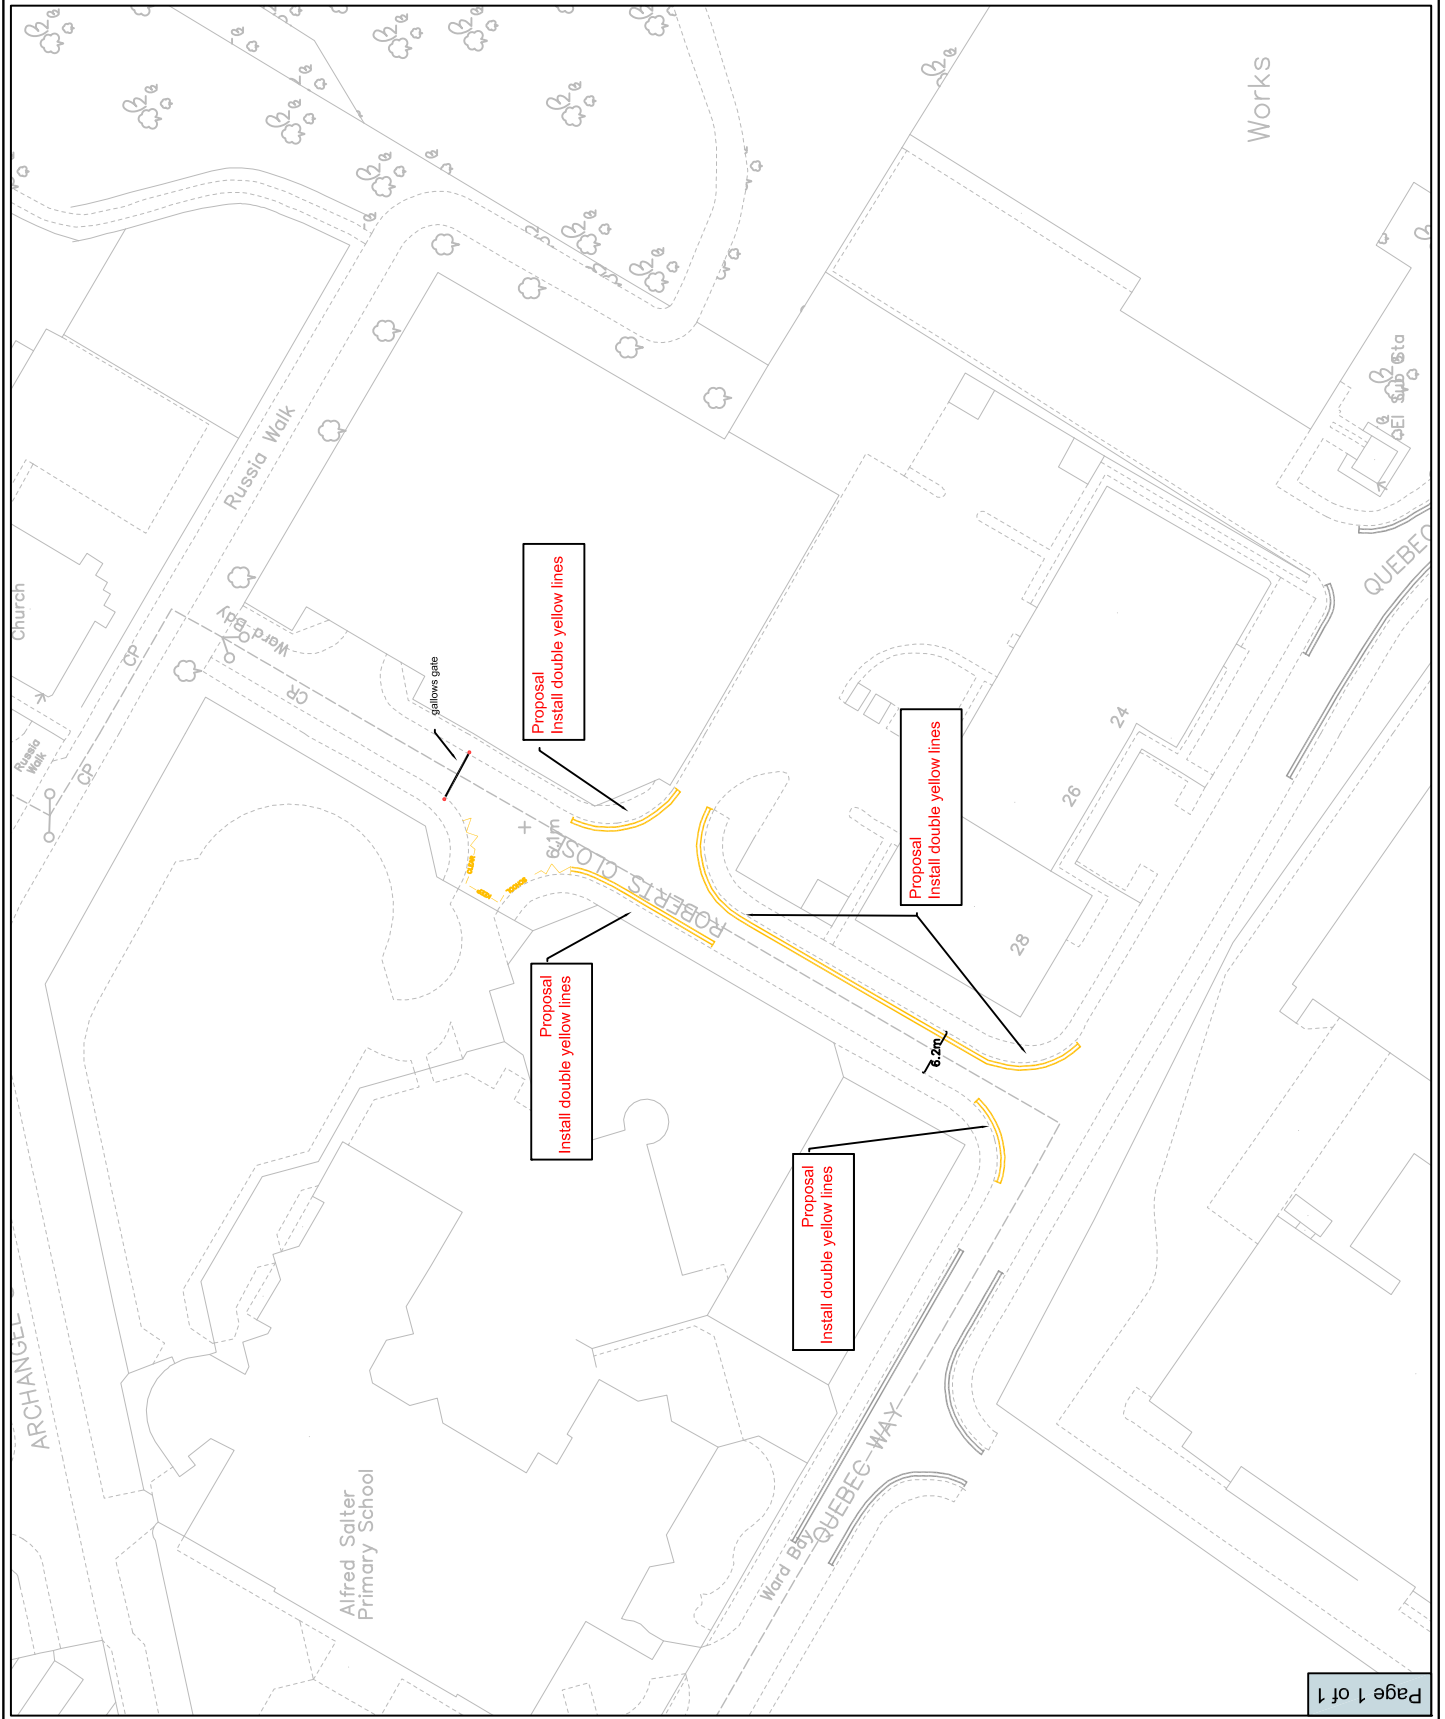 Works
Church
Russia Walk
Russia
Walk
CP
CP
CR
Ward Bdy
gallows gate
Proposal
Install double yellow lines
6.1m
ROBERTS CLOSE
Proposal
Install double yellow lines
Proposal
Install double yellow lines
Proposal
Install double yellow lines
6.2m
24
26
28
El Sub Sta
QUEBEC
QUEBEC WAY
Ward Bdy
ARCHANGEL
Alfred Salter
Primary School
Page 1 of 1